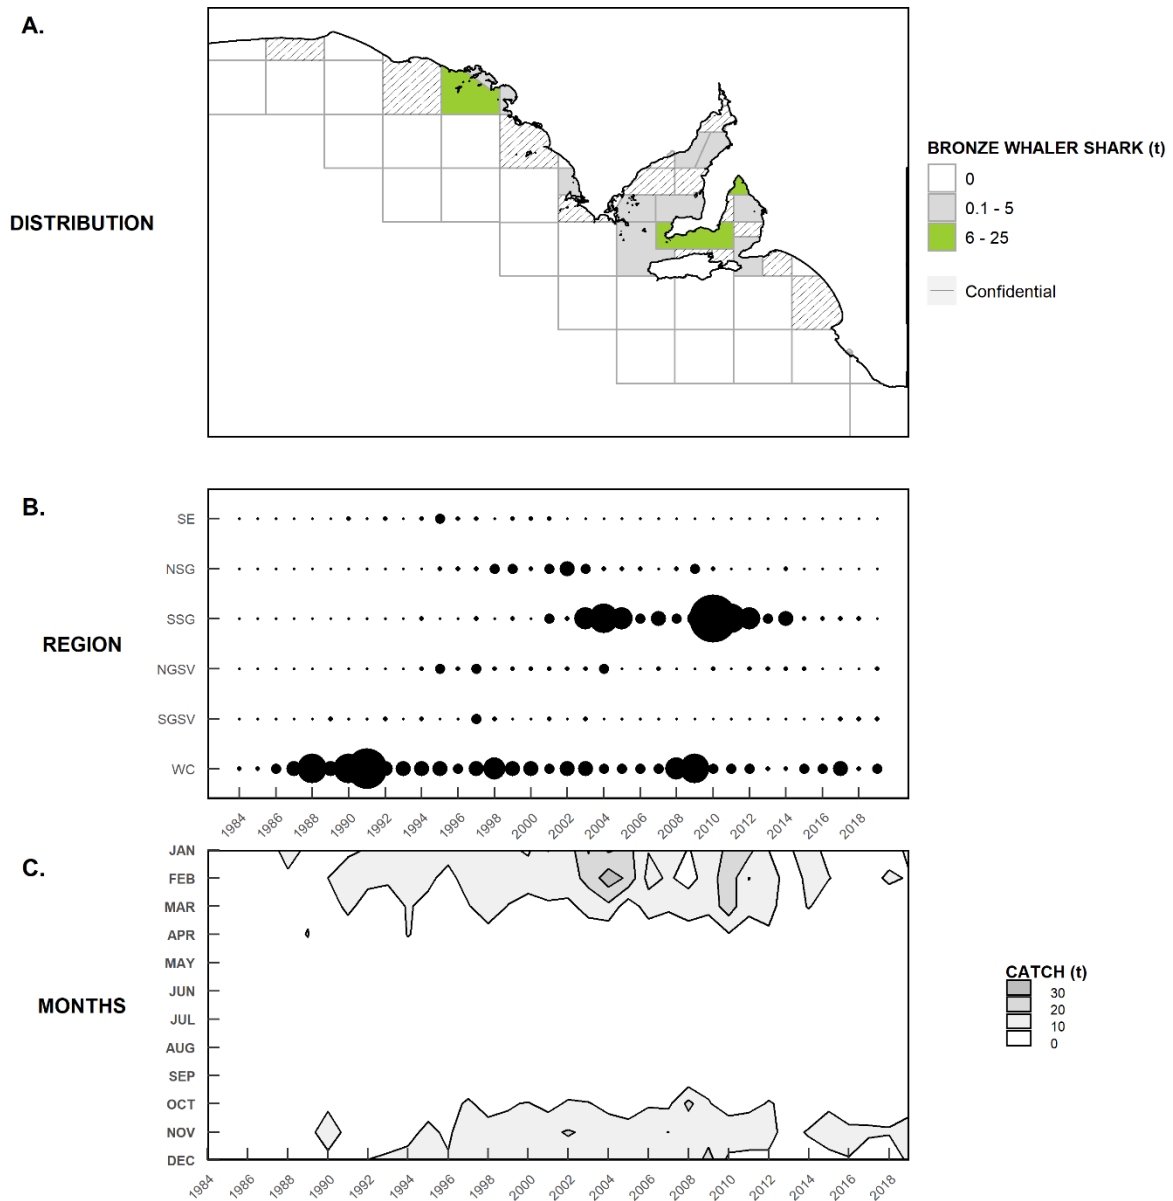 A.
DISTRIBUTION
BRONZE WHALER SHARK (t)
0
0.1 - 5
6 - 25
Confidential
B.
REGION
SE
NSG
SSG
NGSV
SGSV
WC
1984 1986 1988 1990 1992 1994 1996 1998 2000 2002 2004 2006 2008 2010 2012 2014 2016 2018
C.
MONTHS
JAN
FEB
MAR
APR
MAY
JUN
JUL
AUG
SEP
OCT
NOV
DEC
CATCH (t)
30
20
10
0
1984 1986 1988 1990 1992 1994 1996 1998 2000 2002 2004 2006 2008 2010 2012 2014 2016 2018